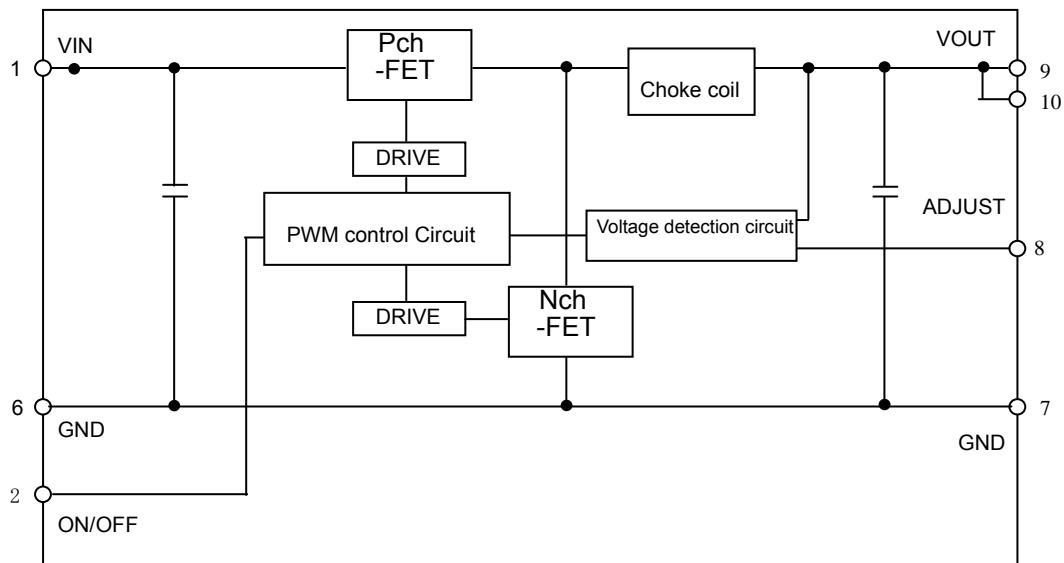 VIN
Pch
-FET
VOUT
1
Choke coil
9
10
DRIVE
PWM control Circuit
Voltage detection circuit
ADJUST
8
Nch
-FET
DRIVE
6
7
GND
GND
2
ON/OFF